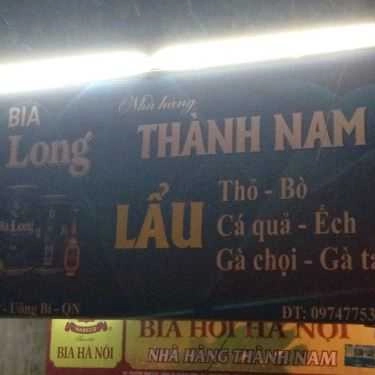 BIA
Long
Nhà hàng
THÀNH NAM
LẨU
Thỏ - Bò
Cá quả - Ếch
Gà chọi - Gà ta
Long
- Uông Bí - QN
ĐT: 09747753
HABECO
BIA HÀ NỘI
BIA HƠI HÀ NỘI
NHÀ HÀNG THÀNH NAM